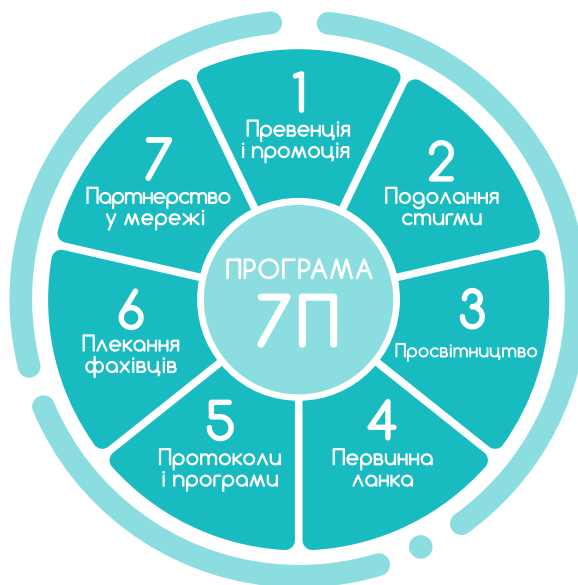 1
Превенція
і промоція
2
Подолання
стигми
3
Просвітництво
4
Первинна
ланка
5
Протоколи
і програми
6
Плекання
фахівців
7
Партнерство
у мережі
ПРОГРАМА
7П